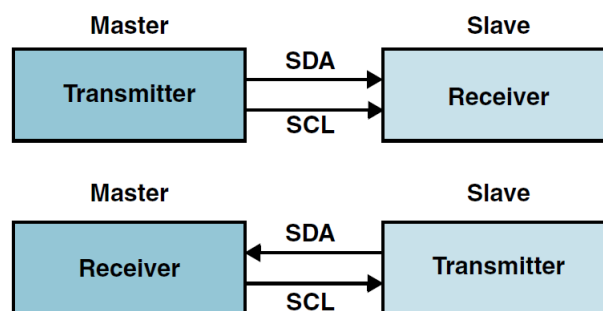 Master Slave
SDA
Transmitter Receiver
SCL
Master Slave
SDA
Receiver Transmitter
SCL